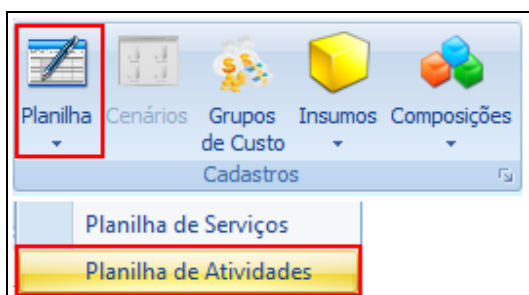 Planilha Cenários Grupos de Custo Insumos Composições
Cadastros
Planilha de Serviços
Planilha de Atividades